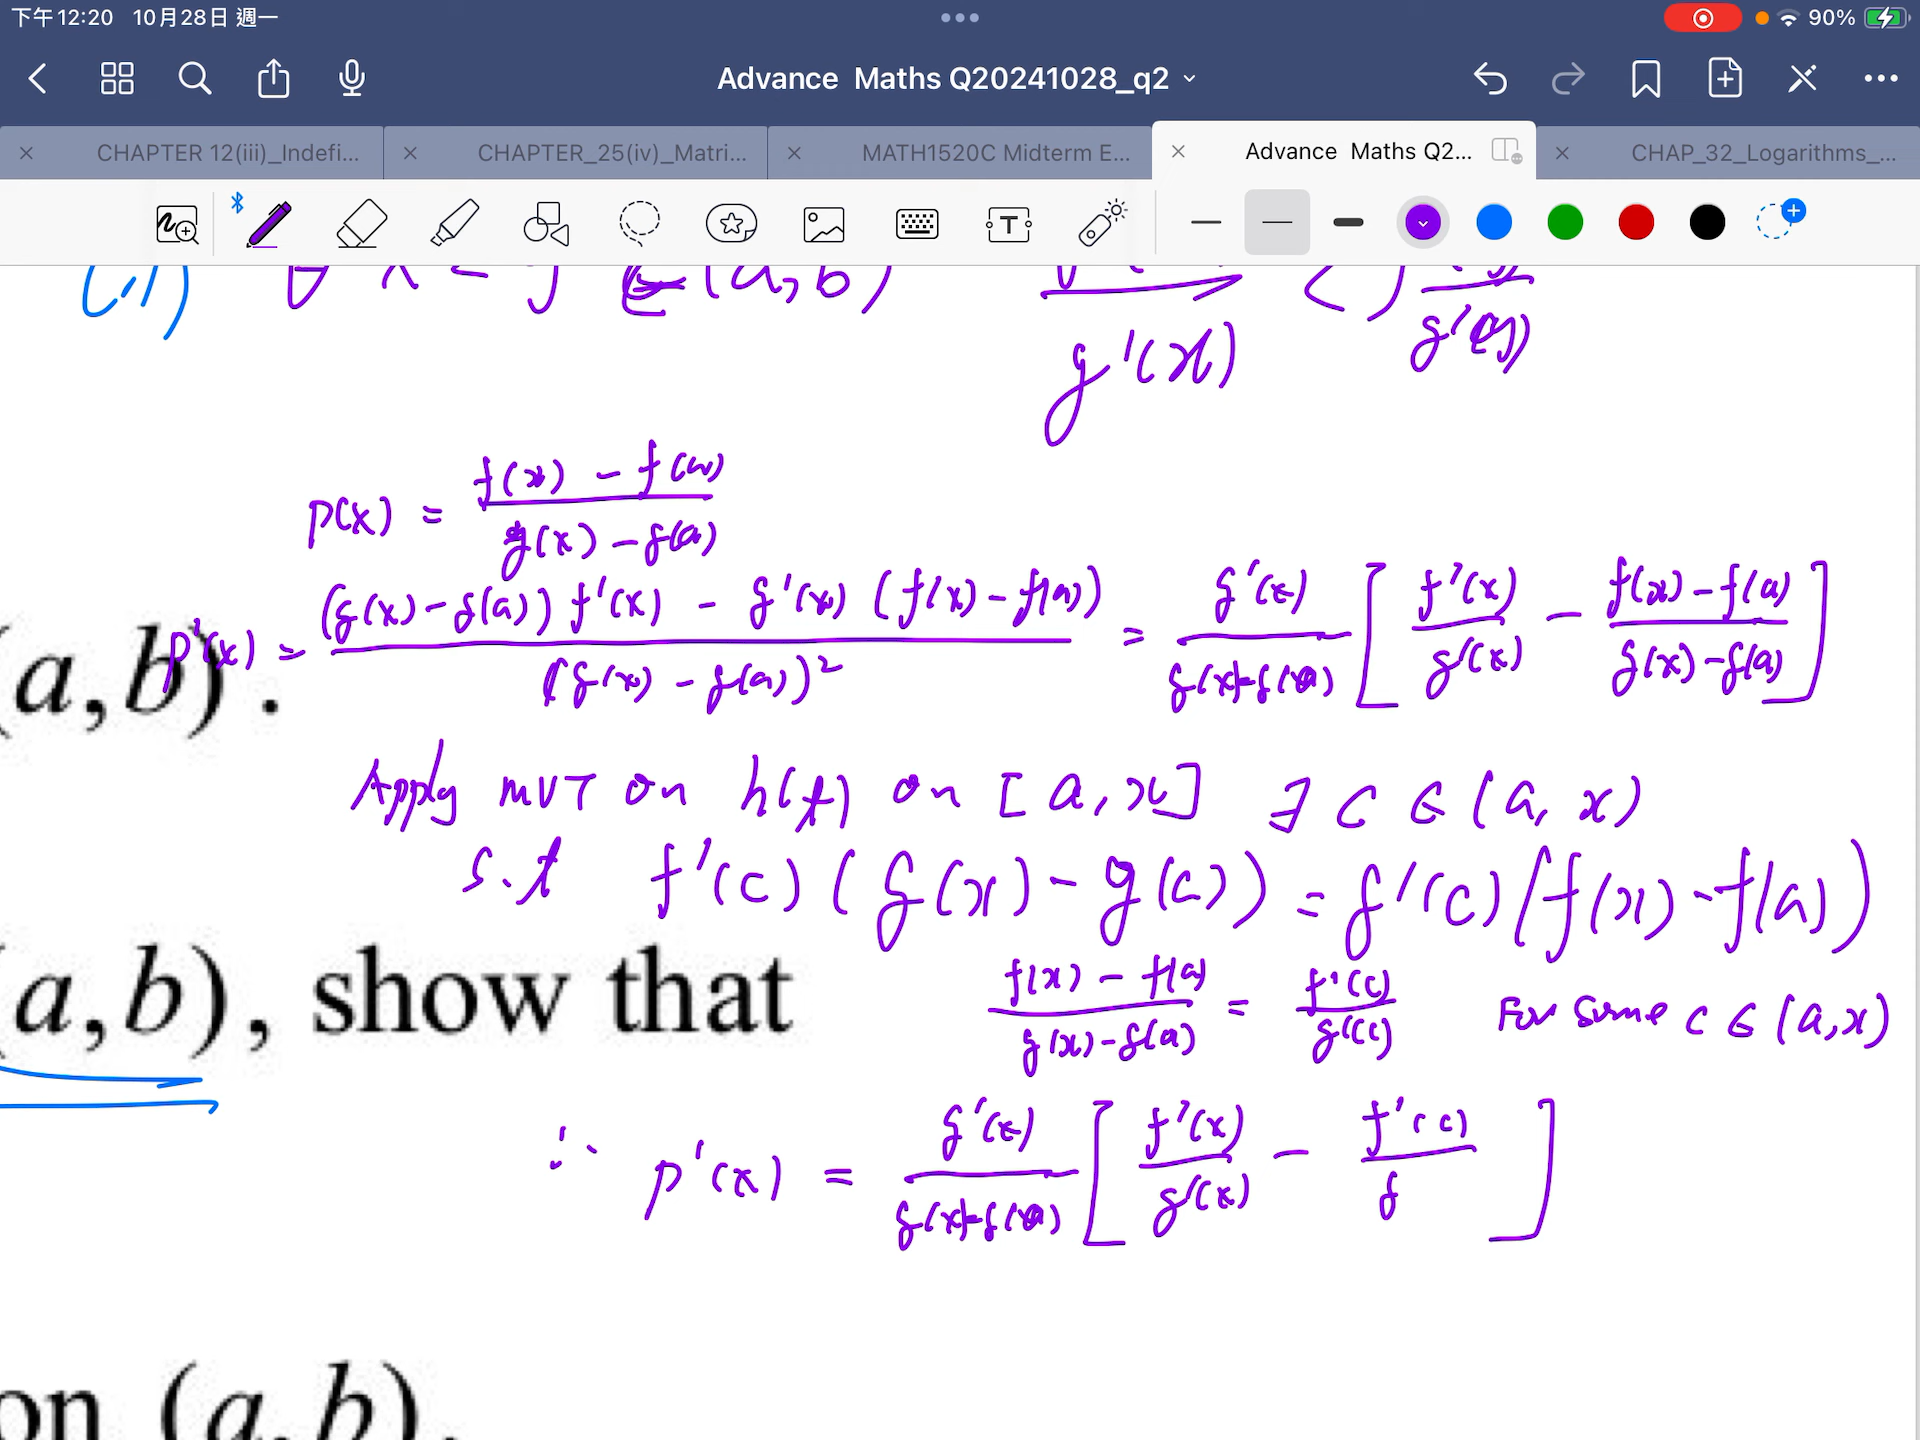 下午12:20 10月28日 週一
90%
Advance Maths Q20241028_q2
CHAPTER 12(iii)_Indefi...
CHAPTER_25(iv)_Matri...
MATH1520C Midterm E...
Advance Maths Q2...
CHAP_32_Logarithms_...
∀ x < y ∈ (a,b)
g'(x)
g'(y)
p(x) = (f(x) - f(a)) / (g(x) - g(a))
p'(x) = ((g(x) - g(a)) f'(x) - g'(x) (f(x) - f(a))) / (g(x) - g(a))² = g'(x) / (g(x) - g(a)) [ f'(x) / g'(x) - (f(x) - f(a)) / (g(x) - g(a)) ]
(a,b).
Apply MVT on h(t) on [a,x] ∃ c ∈ (a,x)
s.t f'(c) (g(x) - g(c)) = g'(c) (f(x) - f(a))
(a,b), show that
(f(x) - f(a)) / (g(x) - g(a)) = f'(c) / g'(c) For some c ∈ (a,x)
∴ p'(x) = g'(x) / (g(x) - g(a)) [ f'(x) / g'(x) - f'(c) / g ]
on (a,b).